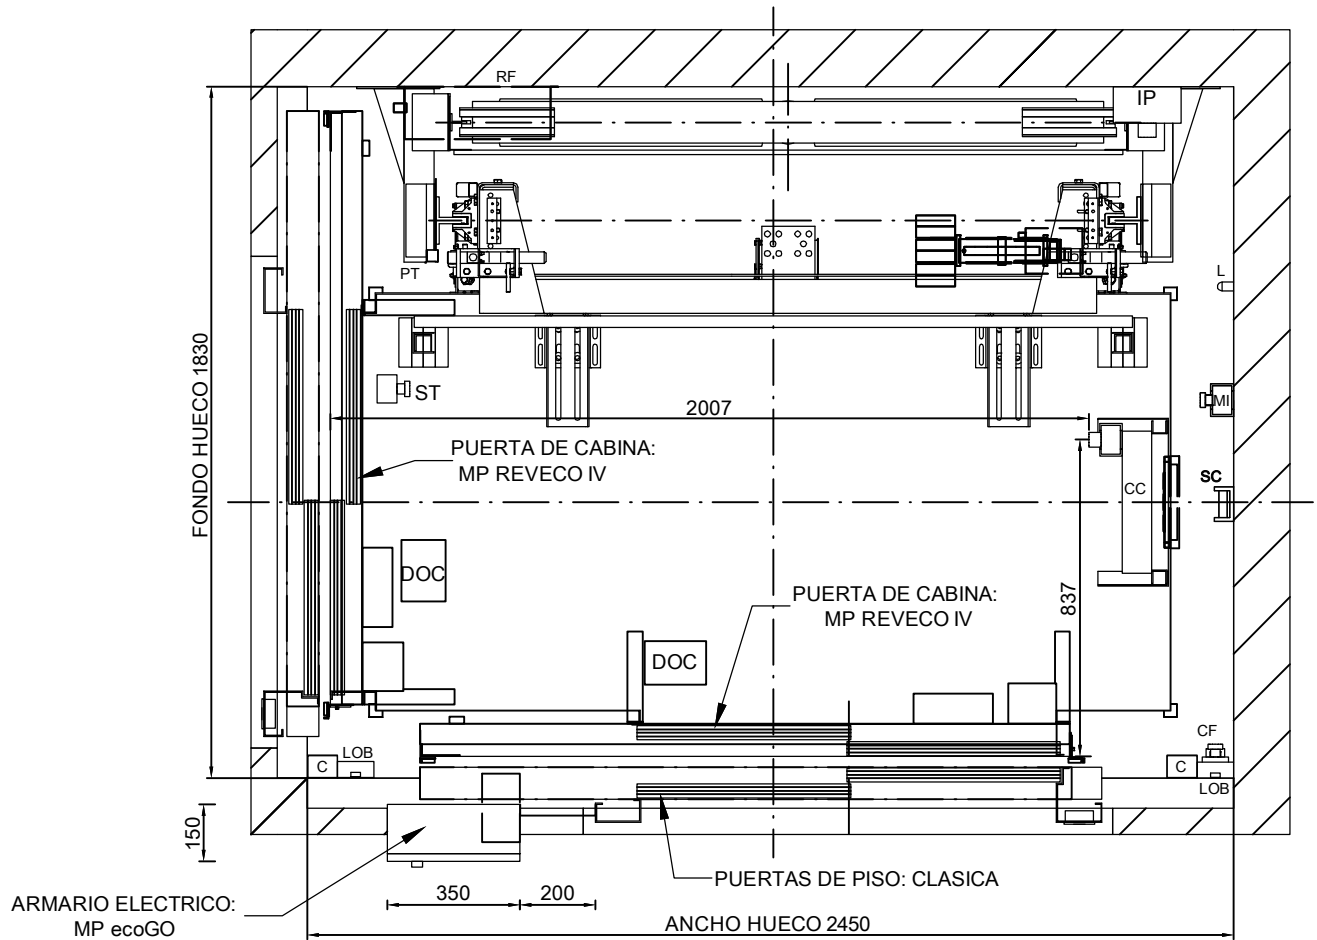 RF
IP
PT
L
FONDO HUECO 1830
ST
2007
MI
PUERTA DE CABINA:
MP REVECO IV
CC
SC
DOC
PUERTA DE CABINA:
MP REVECO IV
837
DOC
CF
C
LOB
C
LOB
150
PUERTAS DE PISO: CLASICA
350
200
ARMARIO ELECTRICO:
MP ecoGO
ANCHO HUECO 2450